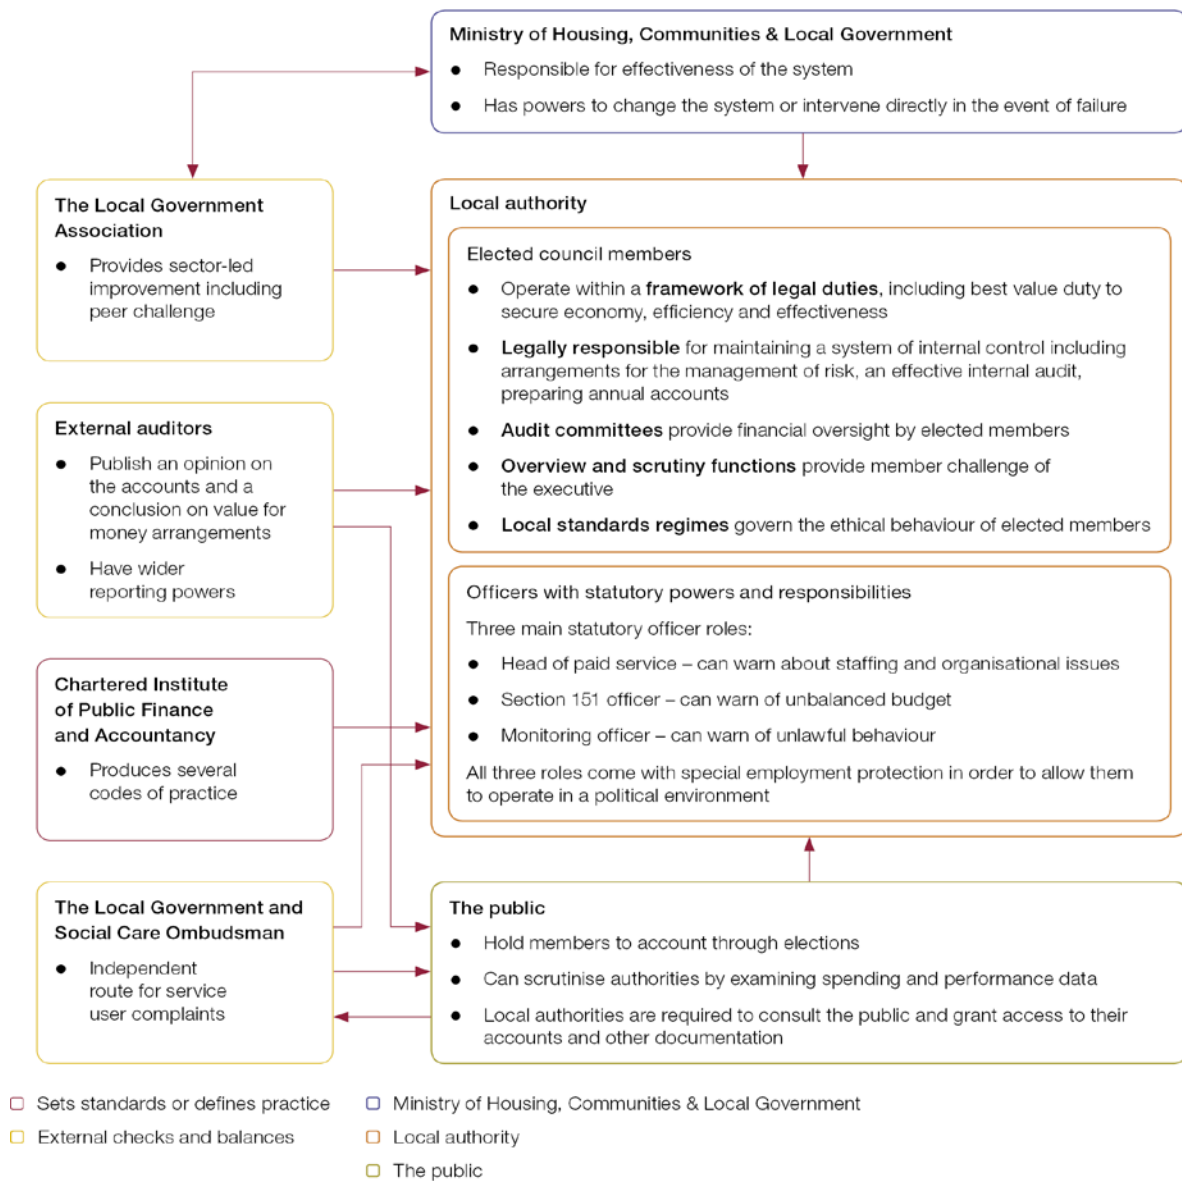 Ministry of Housing, Communities & Local Government
● Responsible for effectiveness of the system
● Has powers to change the system or intervene directly in the event of failure
The Local Government
Association
● Provides sector-led
improvement including
peer challenge
Local authority
Elected council members
● Operate within a framework of legal duties, including best value duty to
secure economy, efficiency and effectiveness
● Legally responsible for maintaining a system of internal control including
arrangements for the management of risk, an effective internal audit,
preparing annual accounts
● Audit committees provide financial oversight by elected members
● Overview and scrutiny functions provide member challenge of
the executive
● Local standards regimes govern the ethical behaviour of elected members
External auditors
● Publish an opinion on
the accounts and a
conclusion on value for
money arrangements
● Have wider
reporting powers
Officers with statutory powers and responsibilities
Three main statutory officer roles:
● Head of paid service – can warn about staffing and organisational issues
● Section 151 officer – can warn of unbalanced budget
● Monitoring officer – can warn of unlawful behaviour
All three roles come with special employment protection in order to allow them
to operate in a political environment
Chartered Institute
of Public Finance
and Accountancy
● Produces several
codes of practice
The Local Government and
Social Care Ombudsman
● Independent
route for service
user complaints
The public
● Hold members to account through elections
● Can scrutinise authorities by examining spending and performance data
● Local authorities are required to consult the public and grant access to their
accounts and other documentation
Sets standards or defines practice
External checks and balances
Ministry of Housing, Communities & Local Government
Local authority
The public